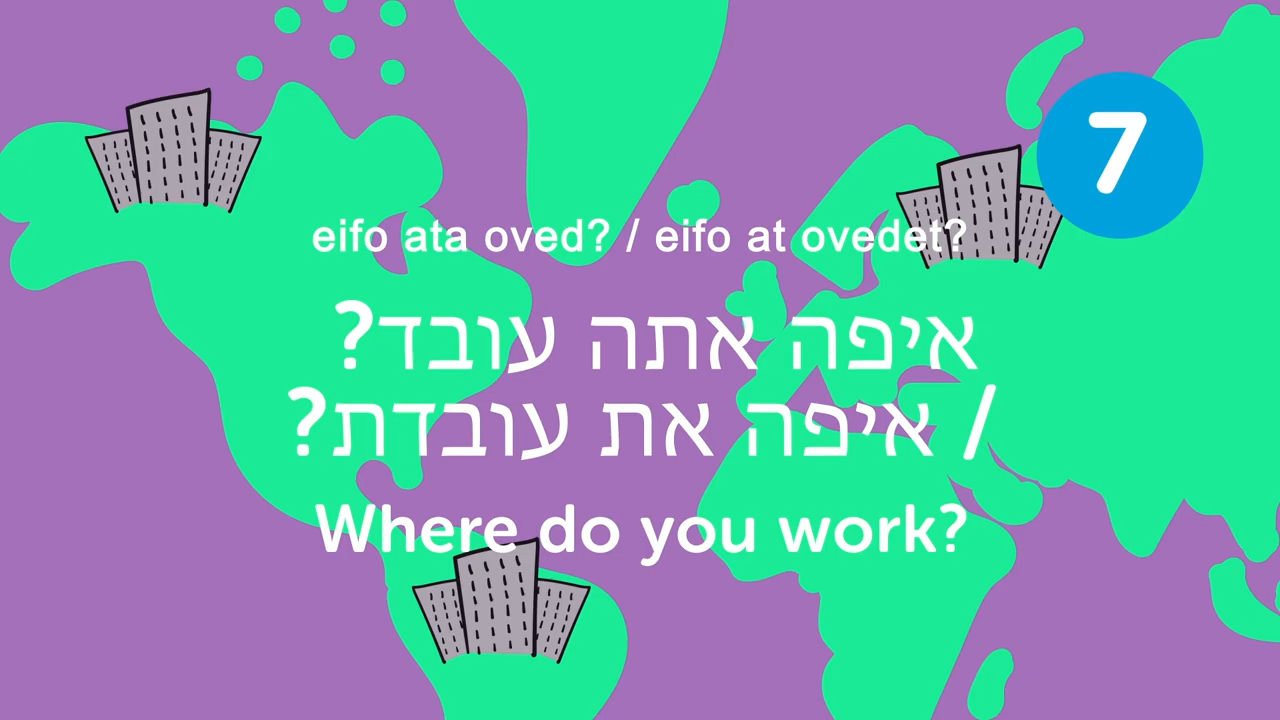 7
eifo ata oved? / eifo at ovedet?
איפה אתה עובד?
/ איפה את עובדת?
Where do you work?